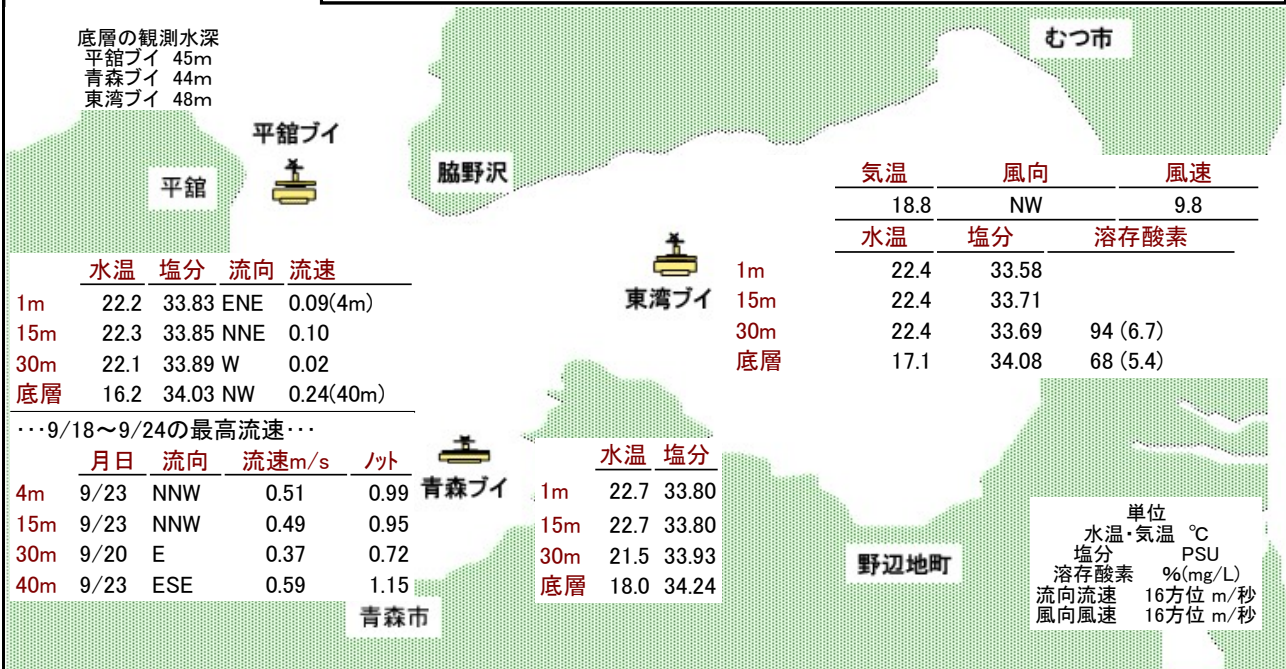 底層の観測水深
平舘ブイ 45m
青森ブイ 44m
東湾ブイ 48m
むつ市
平舘ブイ
平舘
脇野沢
気温 風向 風速
18.8 NW 9.8
水温 塩分 溶存酸素
1m 22.4 33.58
15m 22.4 33.71
30m 22.4 33.69 94 (6.7)
底層 17.1 34.08 68 (5.4)
東湾ブイ
水温 塩分 流向 流速
1m 22.2 33.83 ENE 0.09(4m)
15m 22.3 33.85 NNE 0.10
30m 22.1 33.89 W 0.02
底層 16.2 34.03 NW 0.24(40m)
･･･9/18～9/24の最高流速･･･
月日 流向 流速m/s ﾉｯﾄ
4m 9/23 NNW 0.51 0.99
15m 9/23 NNW 0.49 0.95
30m 9/20 E 0.37 0.72
40m 9/23 ESE 0.59 1.15
青森ブイ
水温 塩分
1m 22.7 33.80
15m 22.7 33.80
30m 21.5 33.93
底層 18.0 34.24
青森市
野辺地町
単位
水温･気温 ℃
塩分 PSU
溶存酸素 %(mg/L)
流向流速 16方位 m/秒
風向風速 16方位 m/秒